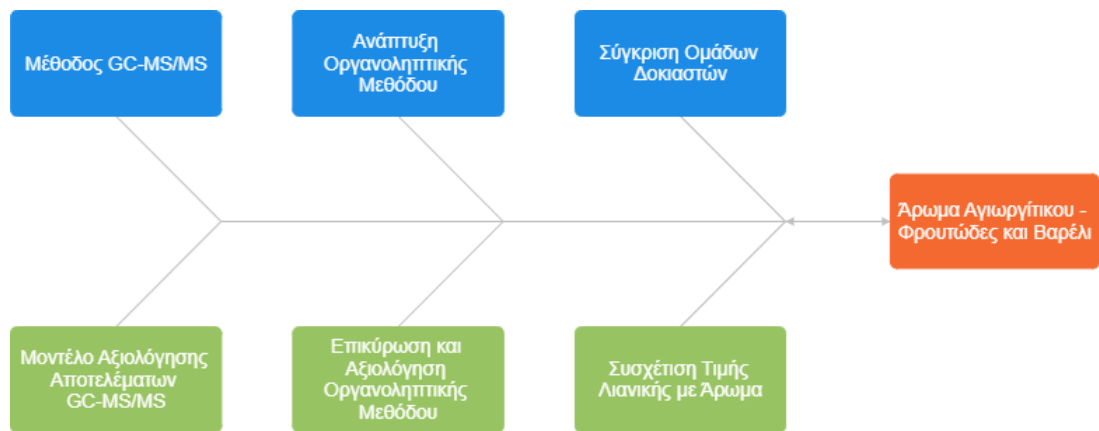 Μέθοδος GC-MS/MS
Ανάπτυξη
Οργανοληπτικής
Μεθόδου
Σύγκριση Ομάδων
Δοκιαστών
Άρωμα Αγιωργίτικου -
Φρουτώδες και Βαρέλι
Μοντέλο Αξιολόγησης
Αποτελέματων
GC-MS/MS
Επικύρωση και
Αξιολόγηση
Οργανοληπτικής
Μεθόδου
Συσχέτιση Τιμής
Λιανικής με Άρωμα